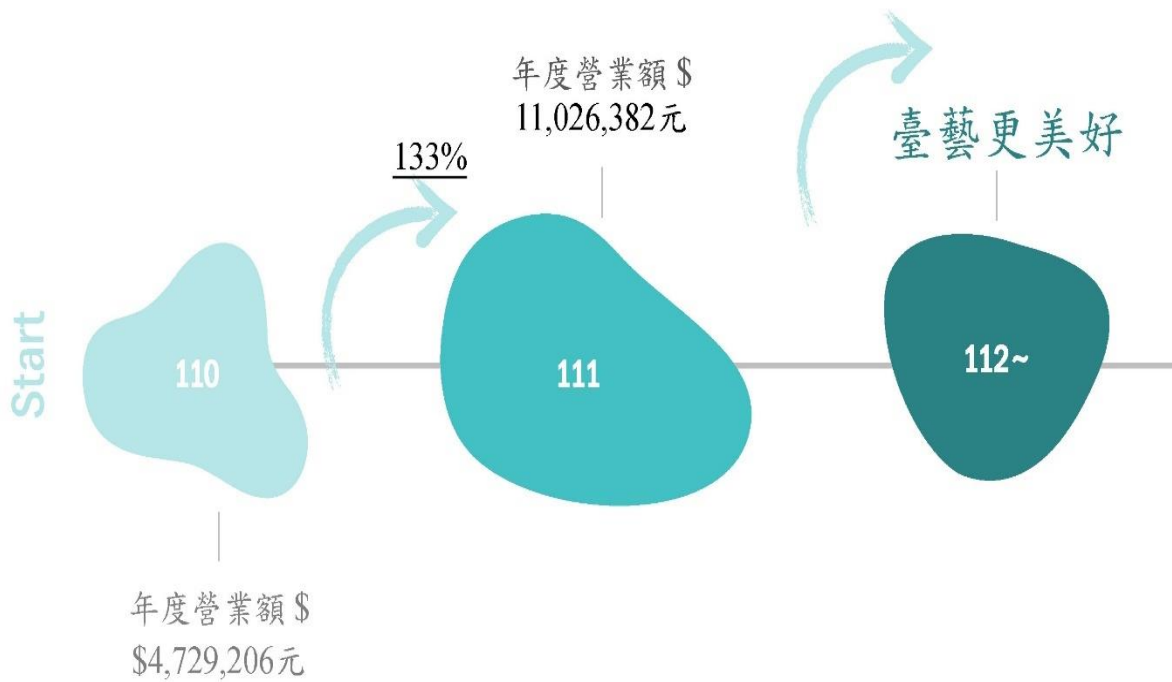 Start
110
年度營業額 $
$4,729,206元
133%
年度營業額 $
11,026,382元
111
臺藝更美好
112~